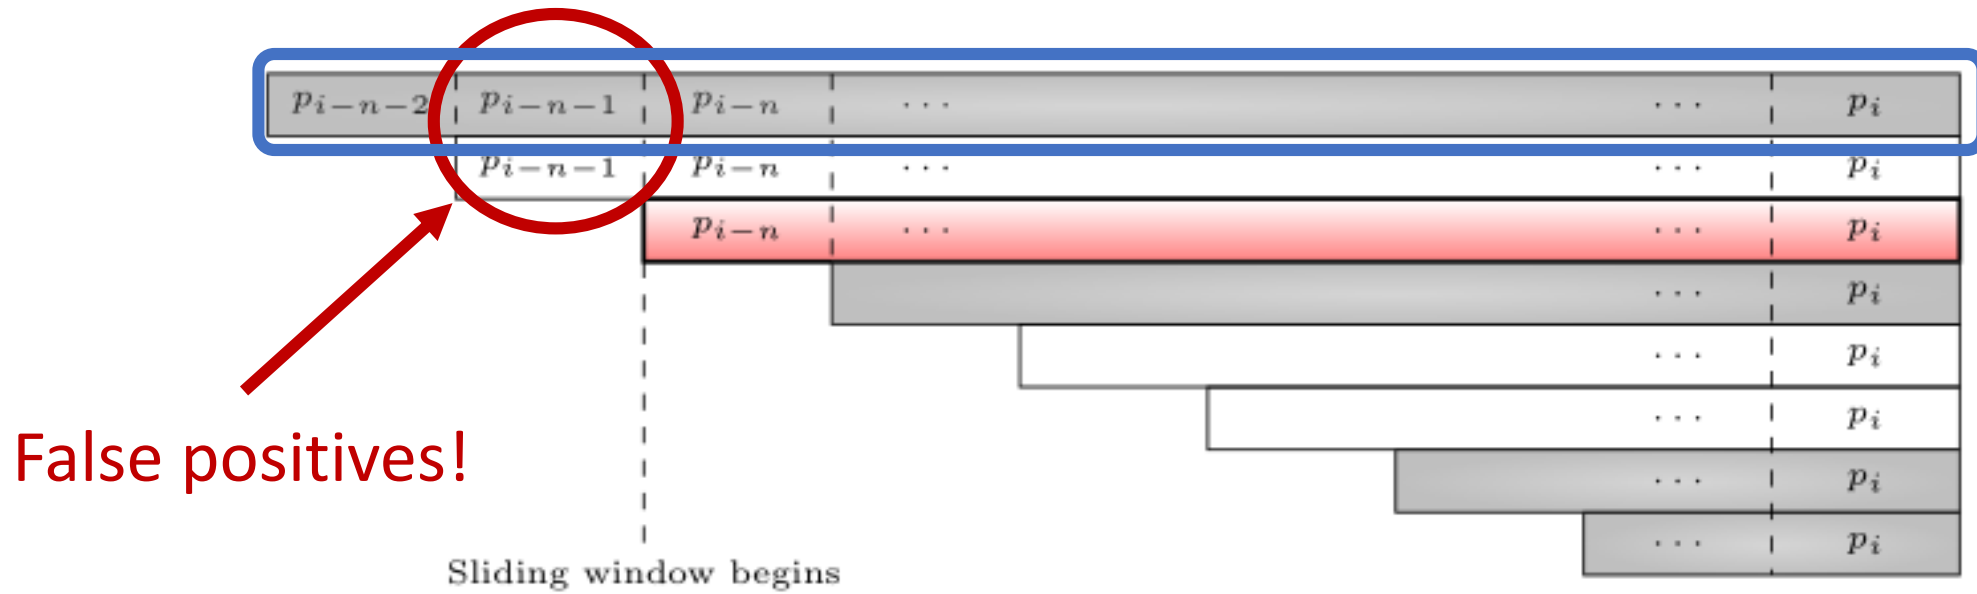 p_{i−n−2} p_{i−n−1} p_{i−n} ··· ··· p_i
p_{i−n−1} p_{i−n} ··· ··· p_i
p_{i−n} ··· ··· p_i
··· p_i
··· p_i
··· p_i
··· p_i
··· p_i
False positives!
Sliding window begins